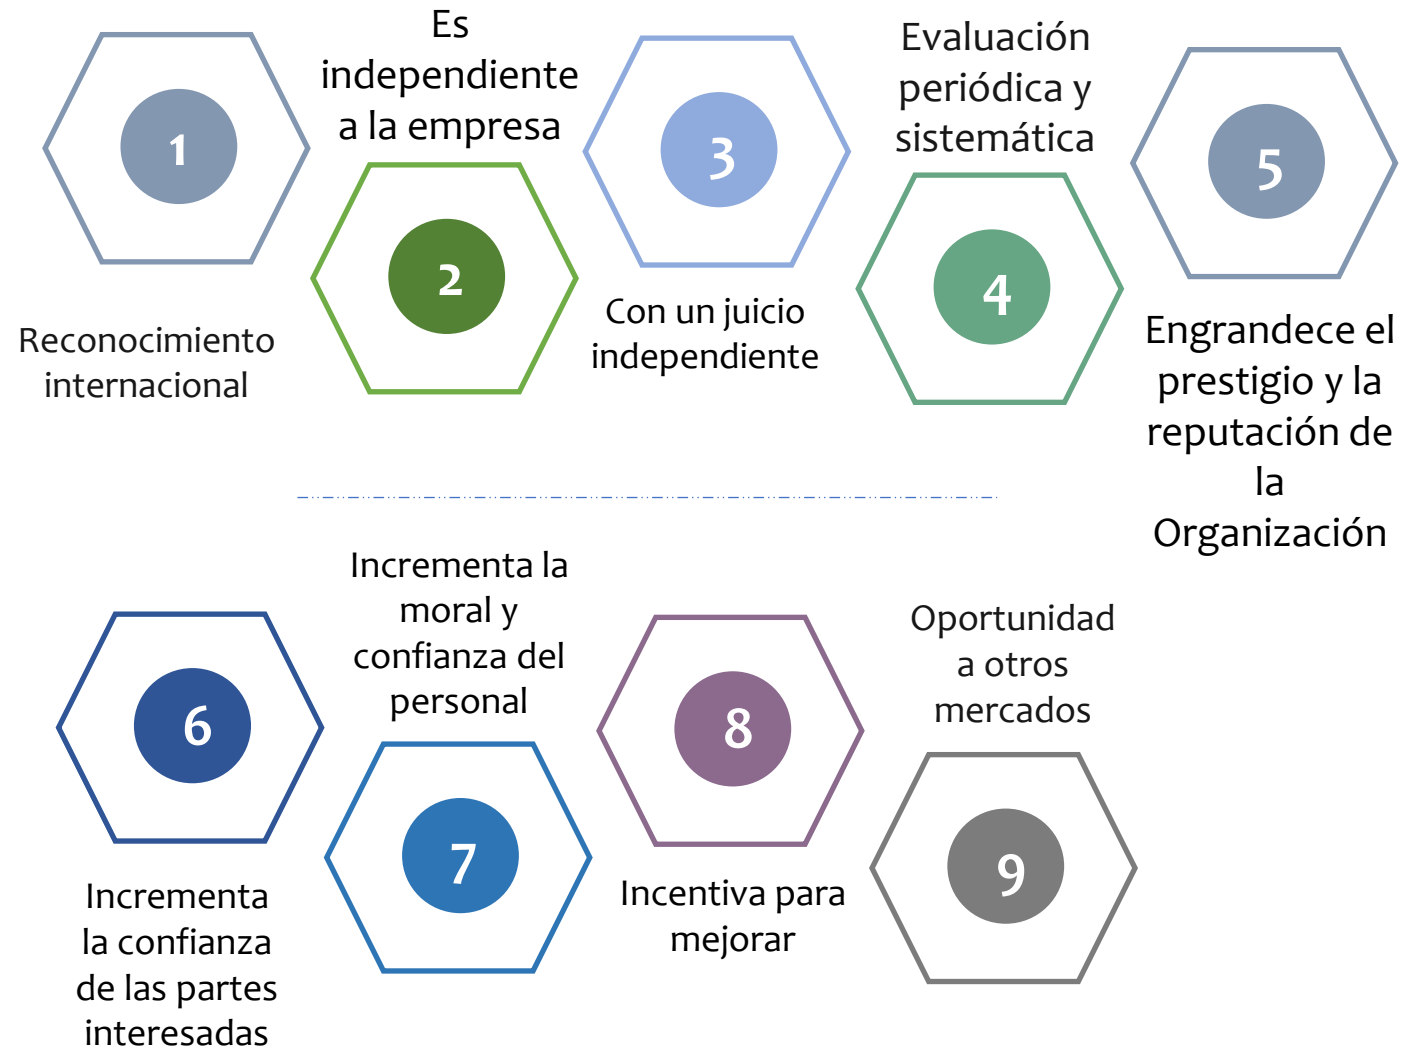 1
Reconocimiento
internacional
Es
independiente
a la empresa
2
3
Con un juicio
independiente
Evaluación
periódica y
sistemática
4
5
Engrandece el
prestigio y la
reputación de
la
Organización
6
Incrementa
la confianza
de las partes
interesadas
Incrementa la
moral y
confianza del
personal
7
8
Incentiva para
mejorar
Oportunidad
a otros
mercados
9